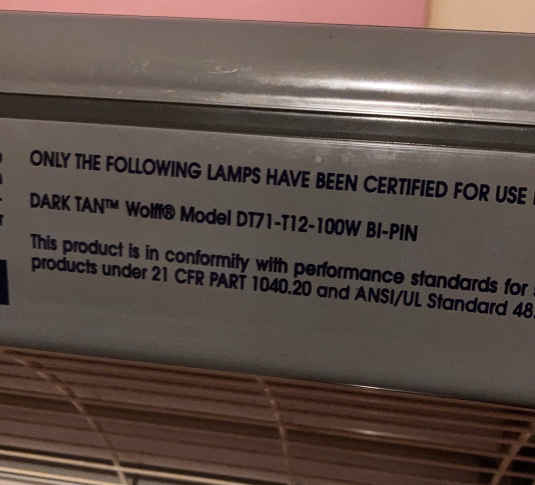 ONLY THE FOLLOWING LAMPS HAVE BEEN CERTIFIED FOR USE
DARK TAN™ Wolff® Model DT71-T12-100W BI-PIN
This product is in conformity with performance standards for
products under 21 CFR PART 1040.20 and ANSI/UL Standard 48